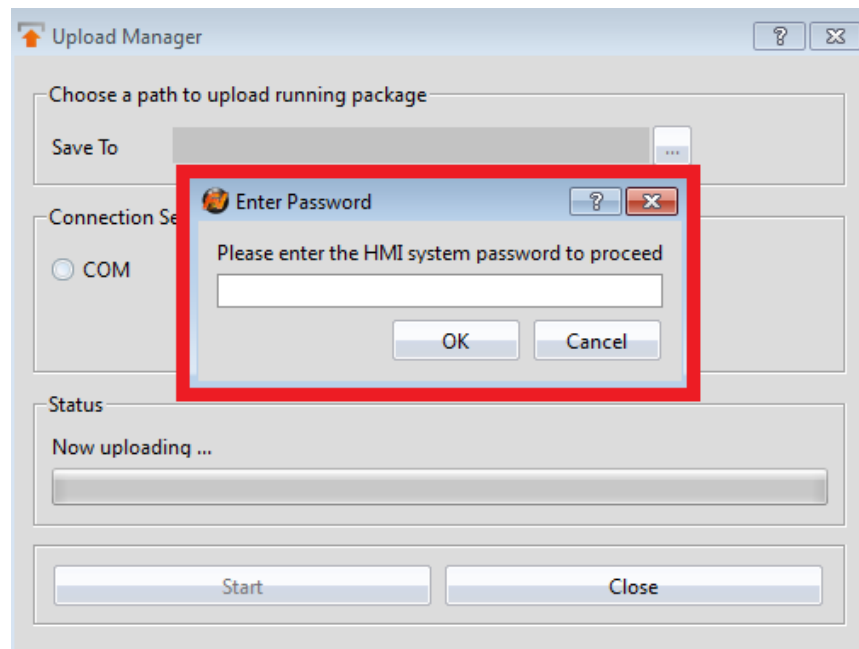 Upload Manager
Choose a path to upload running package
Save To
...
Enter Password
Please enter the HMI system password to proceed
OK Cancel
Connection Se
COM
Status
Now uploading ...
Start Close